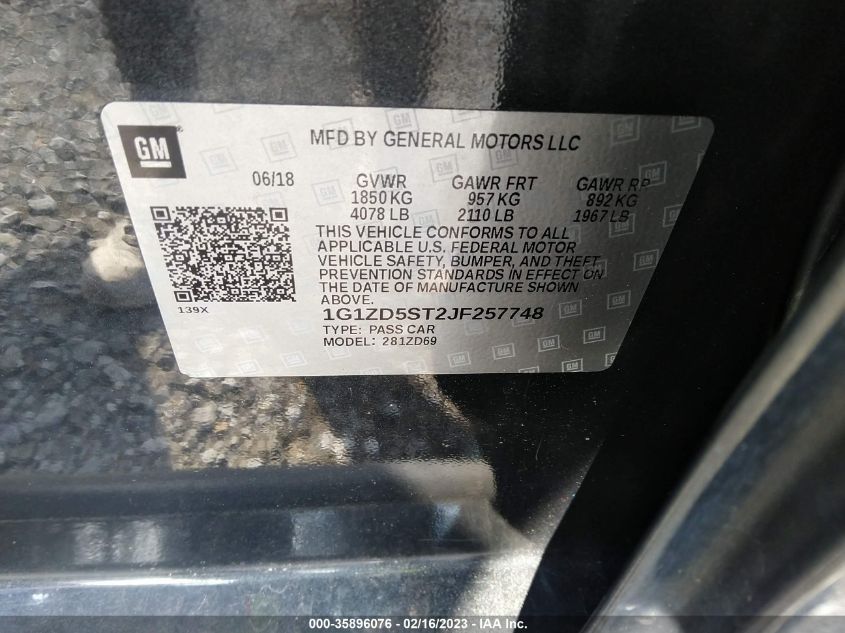 GM
MFD BY GENERAL MOTORS LLC
06/18 GVWR GAWR FRT GAWR RR
1850 KG 957 KG 892 KG
4078 LB 2110 LB 1967 LB
THIS VEHICLE CONFORMS TO ALL
APPLICABLE U.S. FEDERAL MOTOR
VEHICLE SAFETY, BUMPER, AND THEFT
PREVENTION STANDARDS IN EFFECT ON
THE DATE OF MANUFACTURE SHOWN
ABOVE.
139X
1G1ZD5ST2JF257748
TYPE: PASS CAR
MODEL: 281ZD69
000-35896076 - 02/16/2023 - IAA Inc.